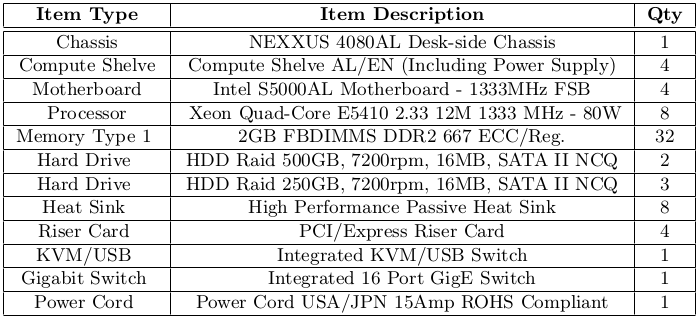 Item Type Item Description Qty
Chassis NEXXUS 4080AL Desk-side Chassis 1
Compute Shelve Compute Shelve AL/EN (Including Power Supply) 4
Motherboard Intel S5000AL Motherboard - 1333MHz FSB 4
Processor Xeon Quad-Core E5410 2.33 12M 1333 MHz - 80W 8
Memory Type 1 2GB FBDIMMS DDR2 667 ECC/Reg. 32
Hard Drive HDD Raid 500GB, 7200rpm, 16MB, SATA II NCQ 2
Hard Drive HDD Raid 250GB, 7200rpm, 16MB, SATA II NCQ 3
Heat Sink High Performance Passive Heat Sink 8
Riser Card PCI/Express Riser Card 4
KVM/USB Integrated KVM/USB Switch 1
Gigabit Switch Integrated 16 Port GigE Switch 1
Power Cord Power Cord USA/JPN 15Amp ROHS Compliant 1